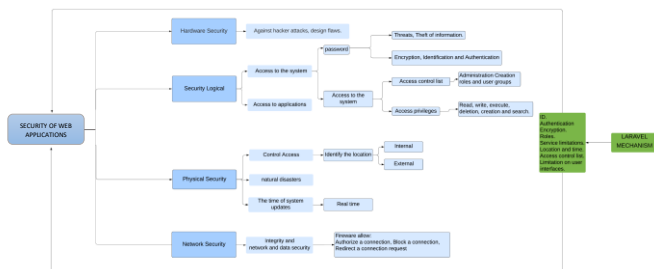 Hardware Security
Against hacker attacks, design flaws.
password
Threats, Theft of information.
Encryption, Identification and Authentication
Security Logical
Access to the system
Access to applications
Access to the
system
Access control list
Administration Creation
roles and user groups
Access privileges
Read, write, execute,
deletion, creation and search.
SECURITY OF WEB
APPLICATIONS
Physical Security
Control Access
Identify the location
Internal
External
natural disasters
The time of system
updates
Real time
Network Security
Integrity and
network and data security
Fireware allow:
Authorize a connection, Block a connection,
Redirect a connection request
ID.
Authentication
Encryption.
Roles.
Service limitations.
Location and time.
Access control list.
Limitation on user
interfaces.
LARAVEL
MECHANISM